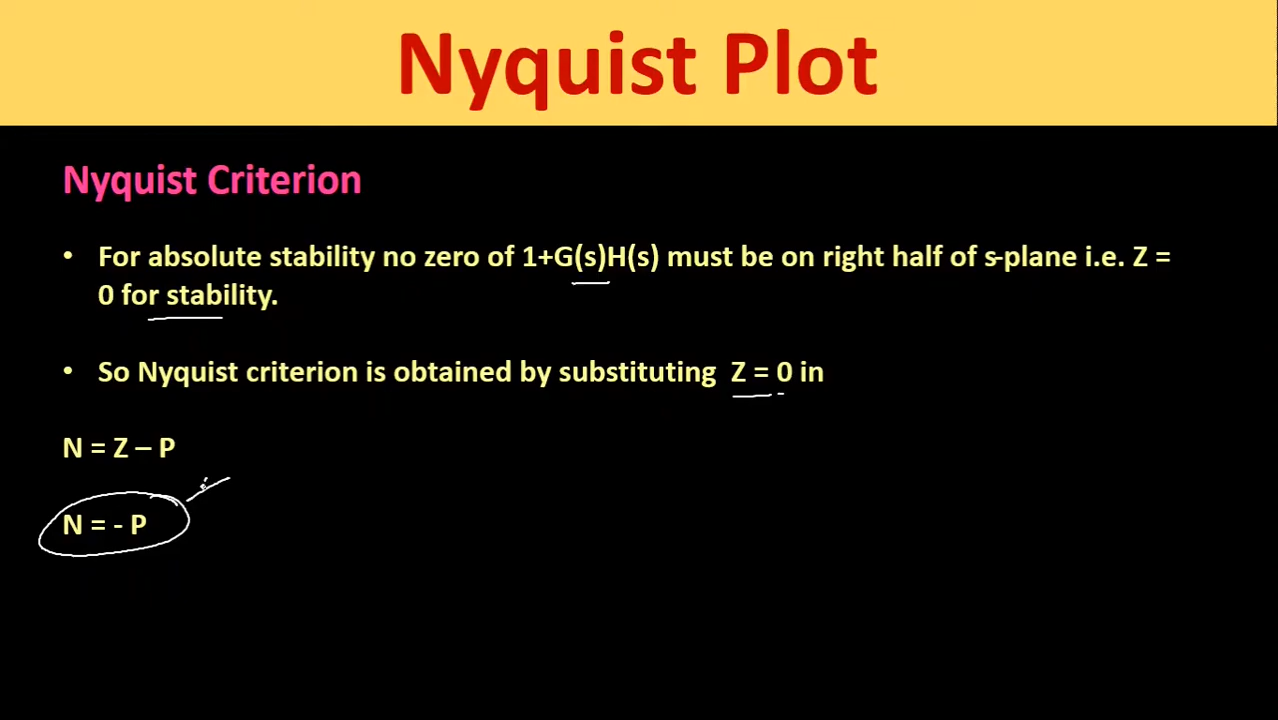 Nyquist Plot
Nyquist Criterion
• For absolute stability no zero of 1+G(s)H(s) must be on right half of s-plane i.e. Z =
0 for stability.
• So Nyquist criterion is obtained by substituting Z = 0 in
N = Z – P
N = - P